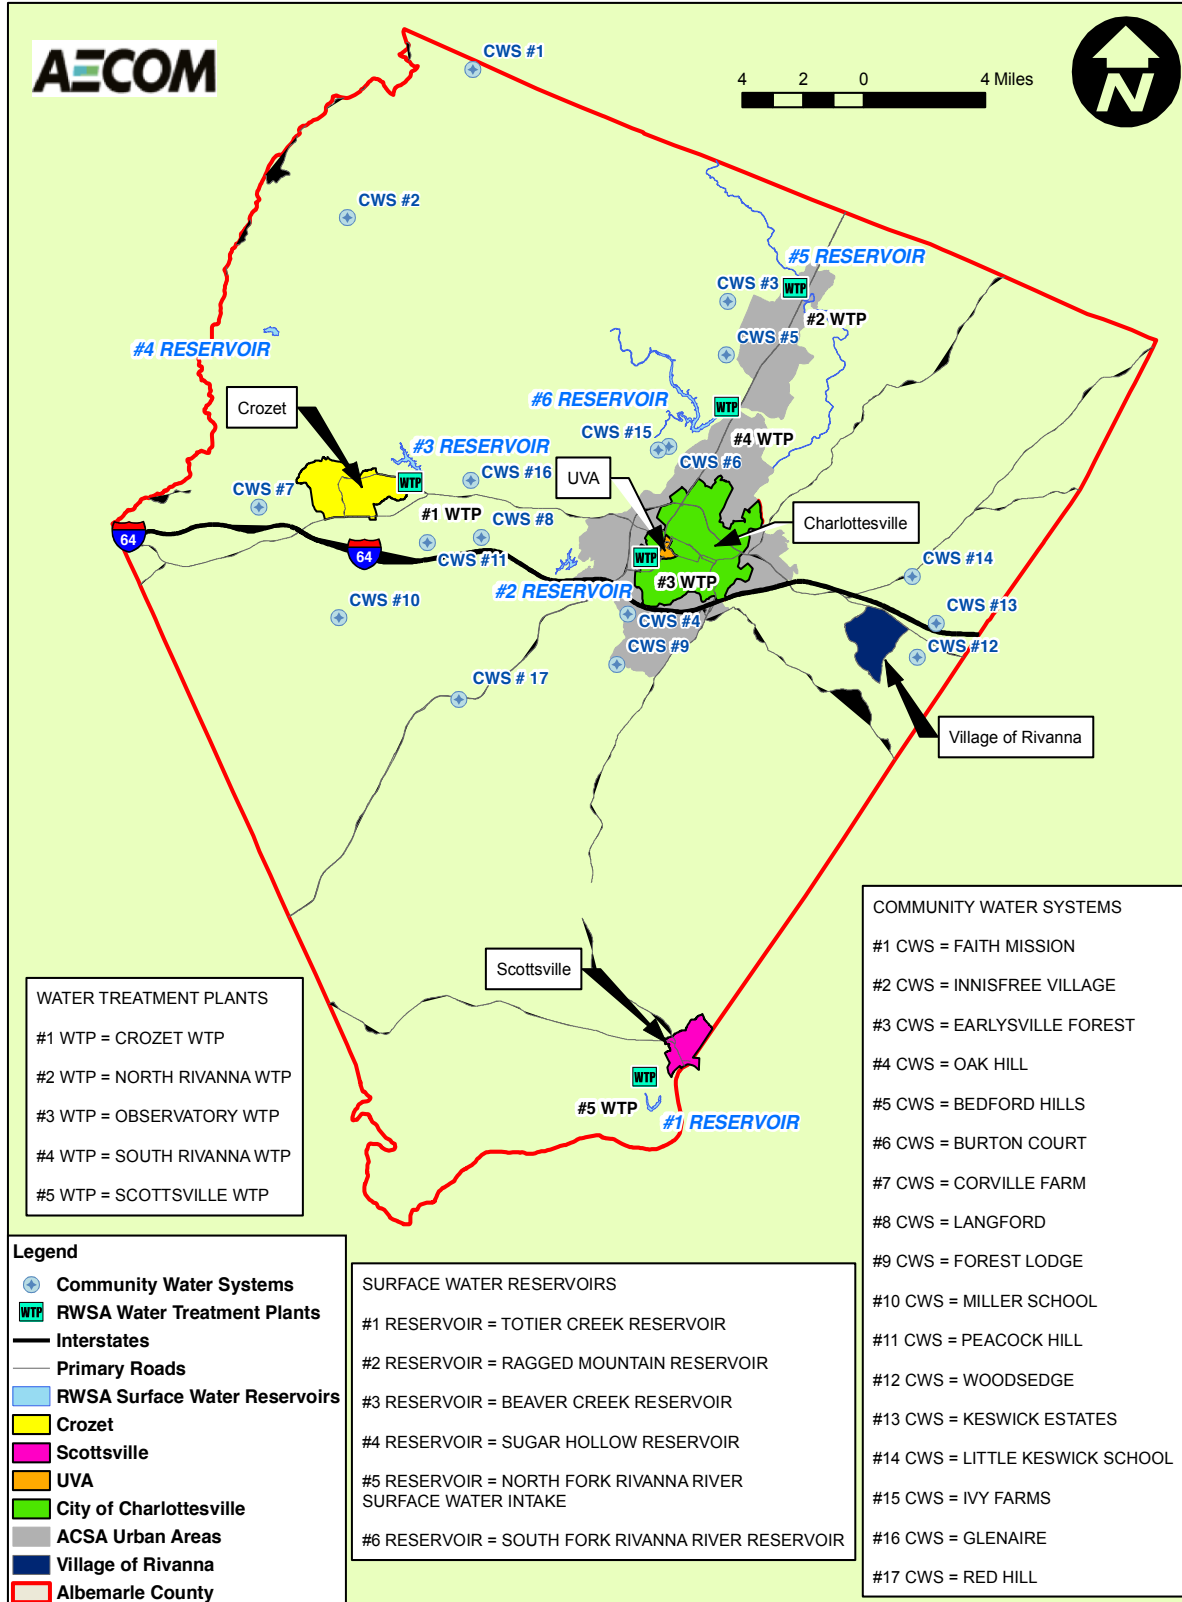 AECOM
CWS #1
4 2 0 4 Miles
N
CWS #2
#5 RESERVOIR
CWS #3
WTP
#2 WTP
#4 RESERVOIR
CWS #5
Crozet
#6 RESERVOIR
WTP
CWS #15
#4 WTP
#3 RESERVOIR
CWS #6
CWS #16
UVA
WTP
CWS #7
#1 WTP
CWS #8
Charlottesville
64
64
CWS #11
WTP
CWS #14
#3 WTP
#2 RESERVOIR
CWS #10
CWS #4
CWS #13
CWS #9
CWS #12
CWS # 17
Village of Rivanna
Scottsville
WTP
#5 WTP
#1 RESERVOIR
WATER TREATMENT PLANTS
#1 WTP = CROZET WTP
#2 WTP = NORTH RIVANNA WTP
#3 WTP = OBSERVATORY WTP
#4 WTP = SOUTH RIVANNA WTP
#5 WTP = SCOTTSVILLE WTP
Legend
Community Water Systems
WTP RWSA Water Treatment Plants
Interstates
Primary Roads
RWSA Surface Water Reservoirs
Crozet
Scottsville
UVA
City of Charlottesville
ACSA Urban Areas
Village of Rivanna
Albemarle County
SURFACE WATER RESERVOIRS
#1 RESERVOIR = TOTIER CREEK RESERVOIR
#2 RESERVOIR = RAGGED MOUNTAIN RESERVOIR
#3 RESERVOIR = BEAVER CREEK RESERVOIR
#4 RESERVOIR = SUGAR HOLLOW RESERVOIR
#5 RESERVOIR = NORTH FORK RIVANNA RIVER
SURFACE WATER INTAKE
#6 RESERVOIR = SOUTH FORK RIVANNA RIVER RESERVOIR
COMMUNITY WATER SYSTEMS
#1 CWS = FAITH MISSION
#2 CWS = INNISFREE VILLAGE
#3 CWS = EARLYSVILLE FOREST
#4 CWS = OAK HILL
#5 CWS = BEDFORD HILLS
#6 CWS = BURTON COURT
#7 CWS = CORVILLE FARM
#8 CWS = LANGFORD
#9 CWS = FOREST LODGE
#10 CWS = MILLER SCHOOL
#11 CWS = PEACOCK HILL
#12 CWS = WOODSEDGE
#13 CWS = KESWICK ESTATES
#14 CWS = LITTLE KESWICK SCHOOL
#15 CWS = IVY FARMS
#16 CWS = GLENAIRE
#17 CWS = RED HILL